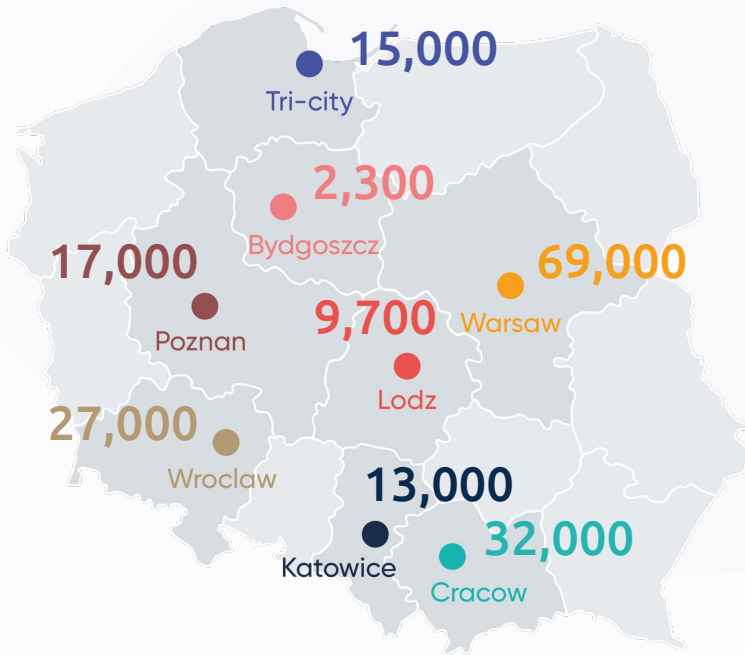 15,000
Tri-city
2,300
Bydgoszcz
17,000
Poznan
69,000
Warsaw
9,700
Lodz
27,000
Wroclaw
13,000
Katowice
32,000
Cracow